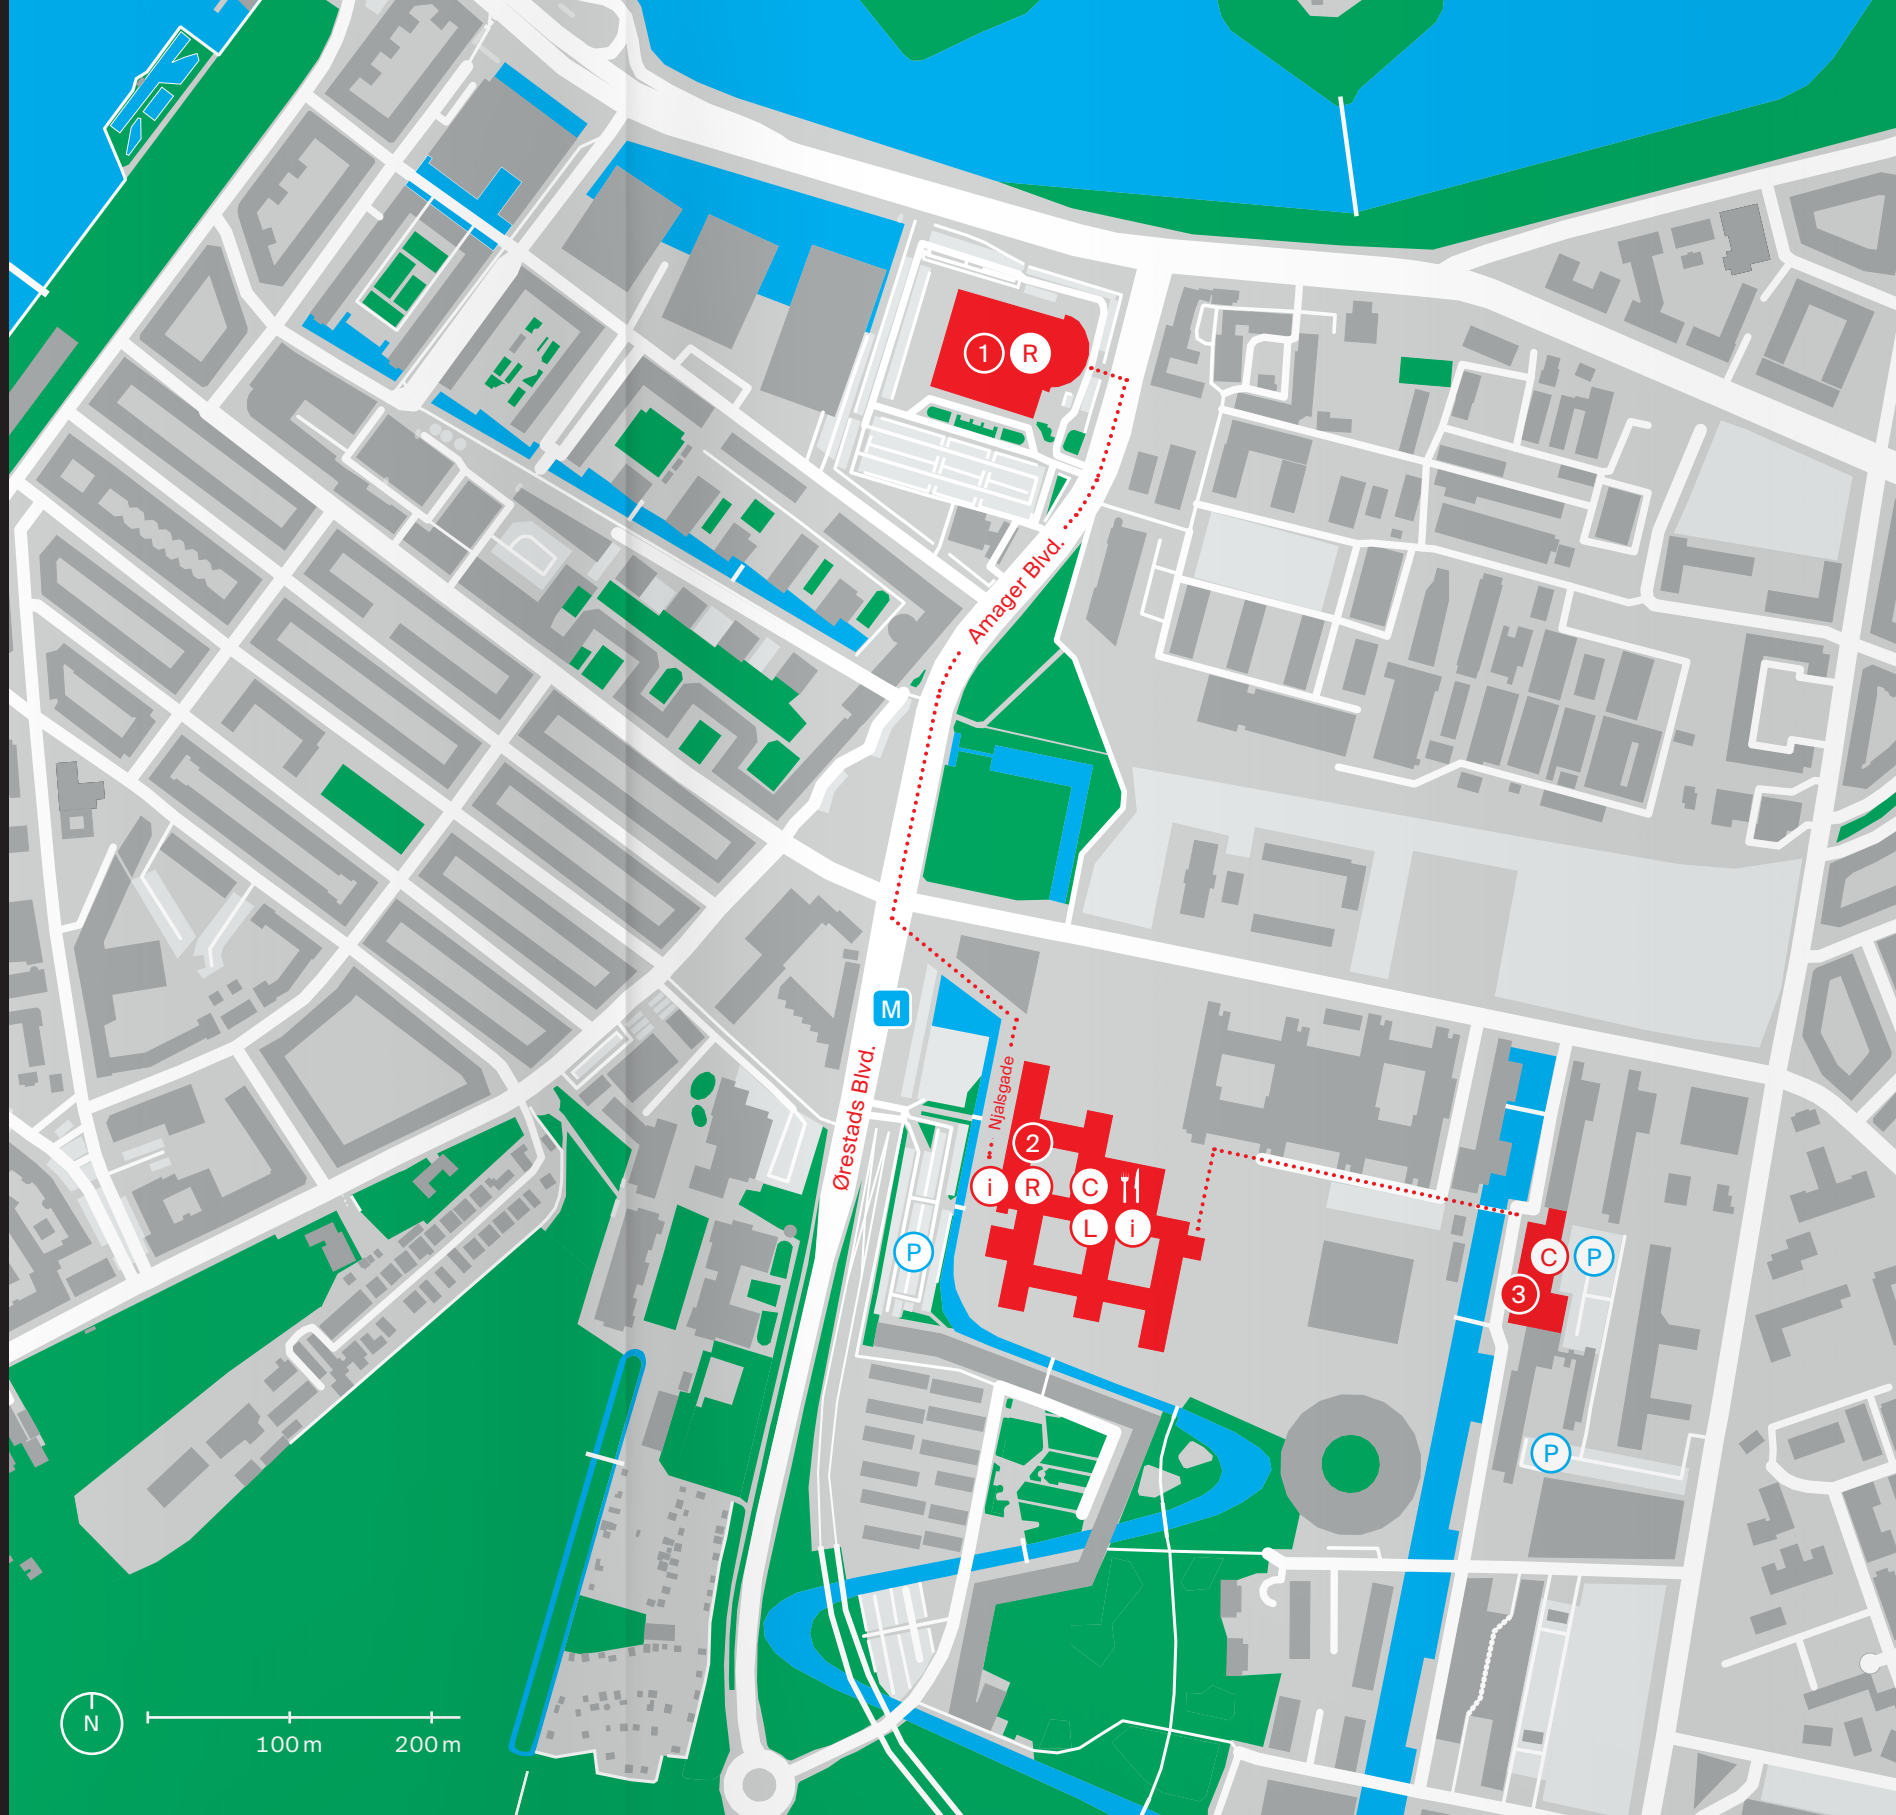 1 R
Amager Blvd.
M
Ørestads Blvd.
Njalsgade
2
i R C
L i
P
C P
3
P
N
100 m 200 m